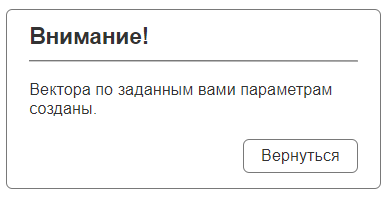 Внимание!
Вектора по заданным вами параметрам
созданы.
Вернуться